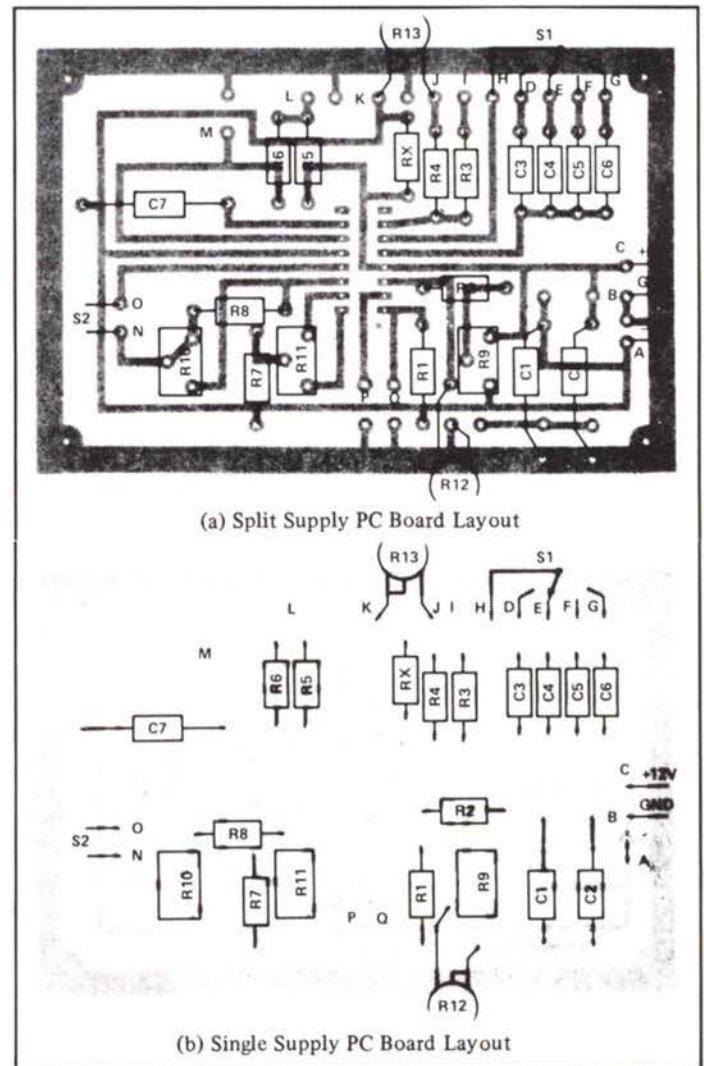 R13
S1
L K J I H D E F G
M
R6 R5 RX R4 R3 C3 C4 C5 C6
C7
C +
G
B
S2 O
N
R8
A
R10 R7 R11 R1 R9 C1 C
P Q
R12
(a) Split Supply PC Board Layout
R13
S1
L K J I H D E F G
M
R6 R5 RX R4 R3 C3 C4 C5 C6
C7
C +12V
R2
B GND
S2 O
N
R8
A
R10 R7 R11 R1 R9 C1 C2
P Q
R12
(b) Single Supply PC Board Layout